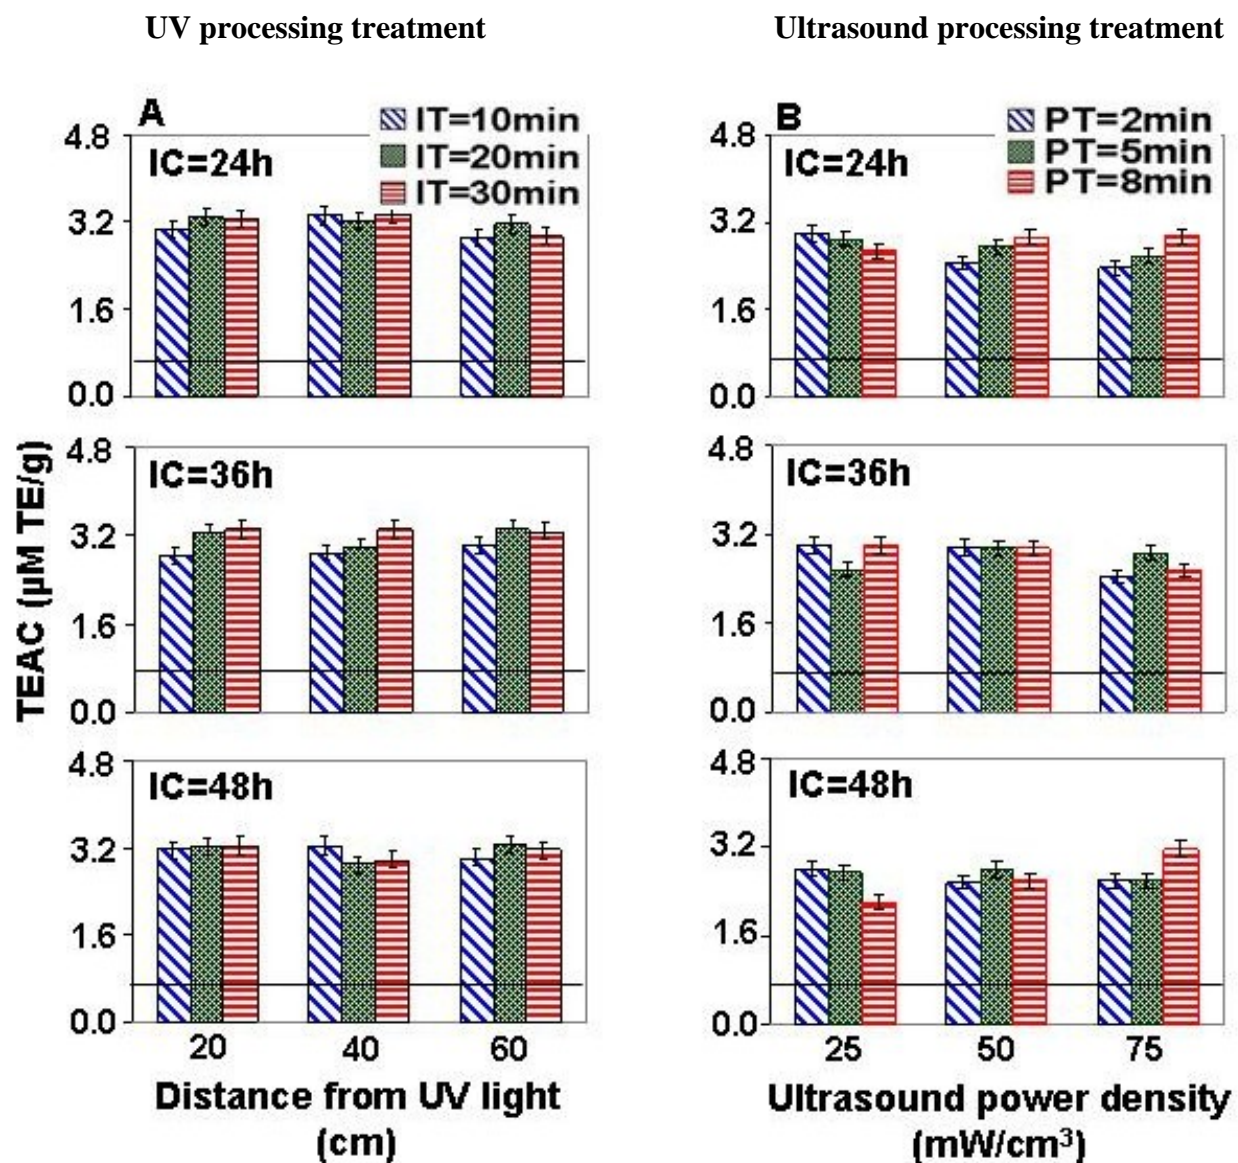 UV processing treatment
Ultrasound processing treatment
A
IT=10min
IT=20min
IT=30min
IC=24h
4.8
3.2
1.6
0.0
IC=36h
4.8
3.2
1.6
0.0
IC=48h
4.8
3.2
1.6
0.0
TEAC (µM TE/g)
20 40 60
Distance from UV light
(cm)
B
PT=2min
PT=5min
PT=8min
IC=24h
4.8
3.2
1.6
0.0
IC=36h
4.8
3.2
1.6
0.0
IC=48h
4.8
3.2
1.6
0.0
25 50 75
Ultrasound power density
(mW/cm³)